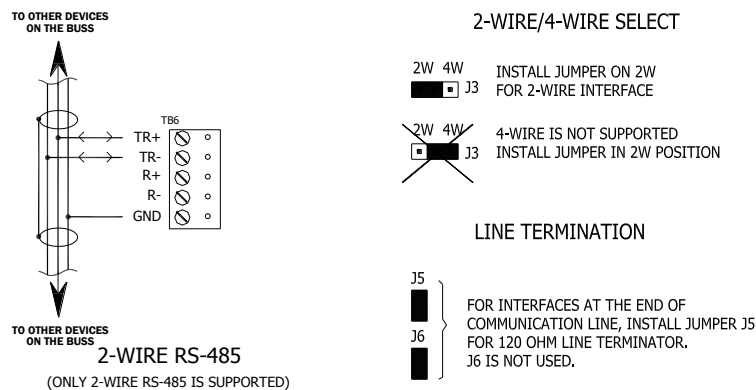 TO OTHER DEVICES
ON THE BUSS
TB6
TR+
TR-
R+
R-
GND
TO OTHER DEVICES
ON THE BUSS
2-WIRE RS-485
(ONLY 2-WIRE RS-485 IS SUPPORTED)
2-WIRE/4-WIRE SELECT
2W 4W
J3
INSTALL JUMPER ON 2W
FOR 2-WIRE INTERFACE
2W 4W
J3
4-WIRE IS NOT SUPPORTED
INSTALL JUMPER IN 2W POSITION
LINE TERMINATION
J5
J6
FOR INTERFACES AT THE END OF
COMMUNICATION LINE, INSTALL JUMPER J5
FOR 120 OHM LINE TERMINATOR.
J6 IS NOT USED.